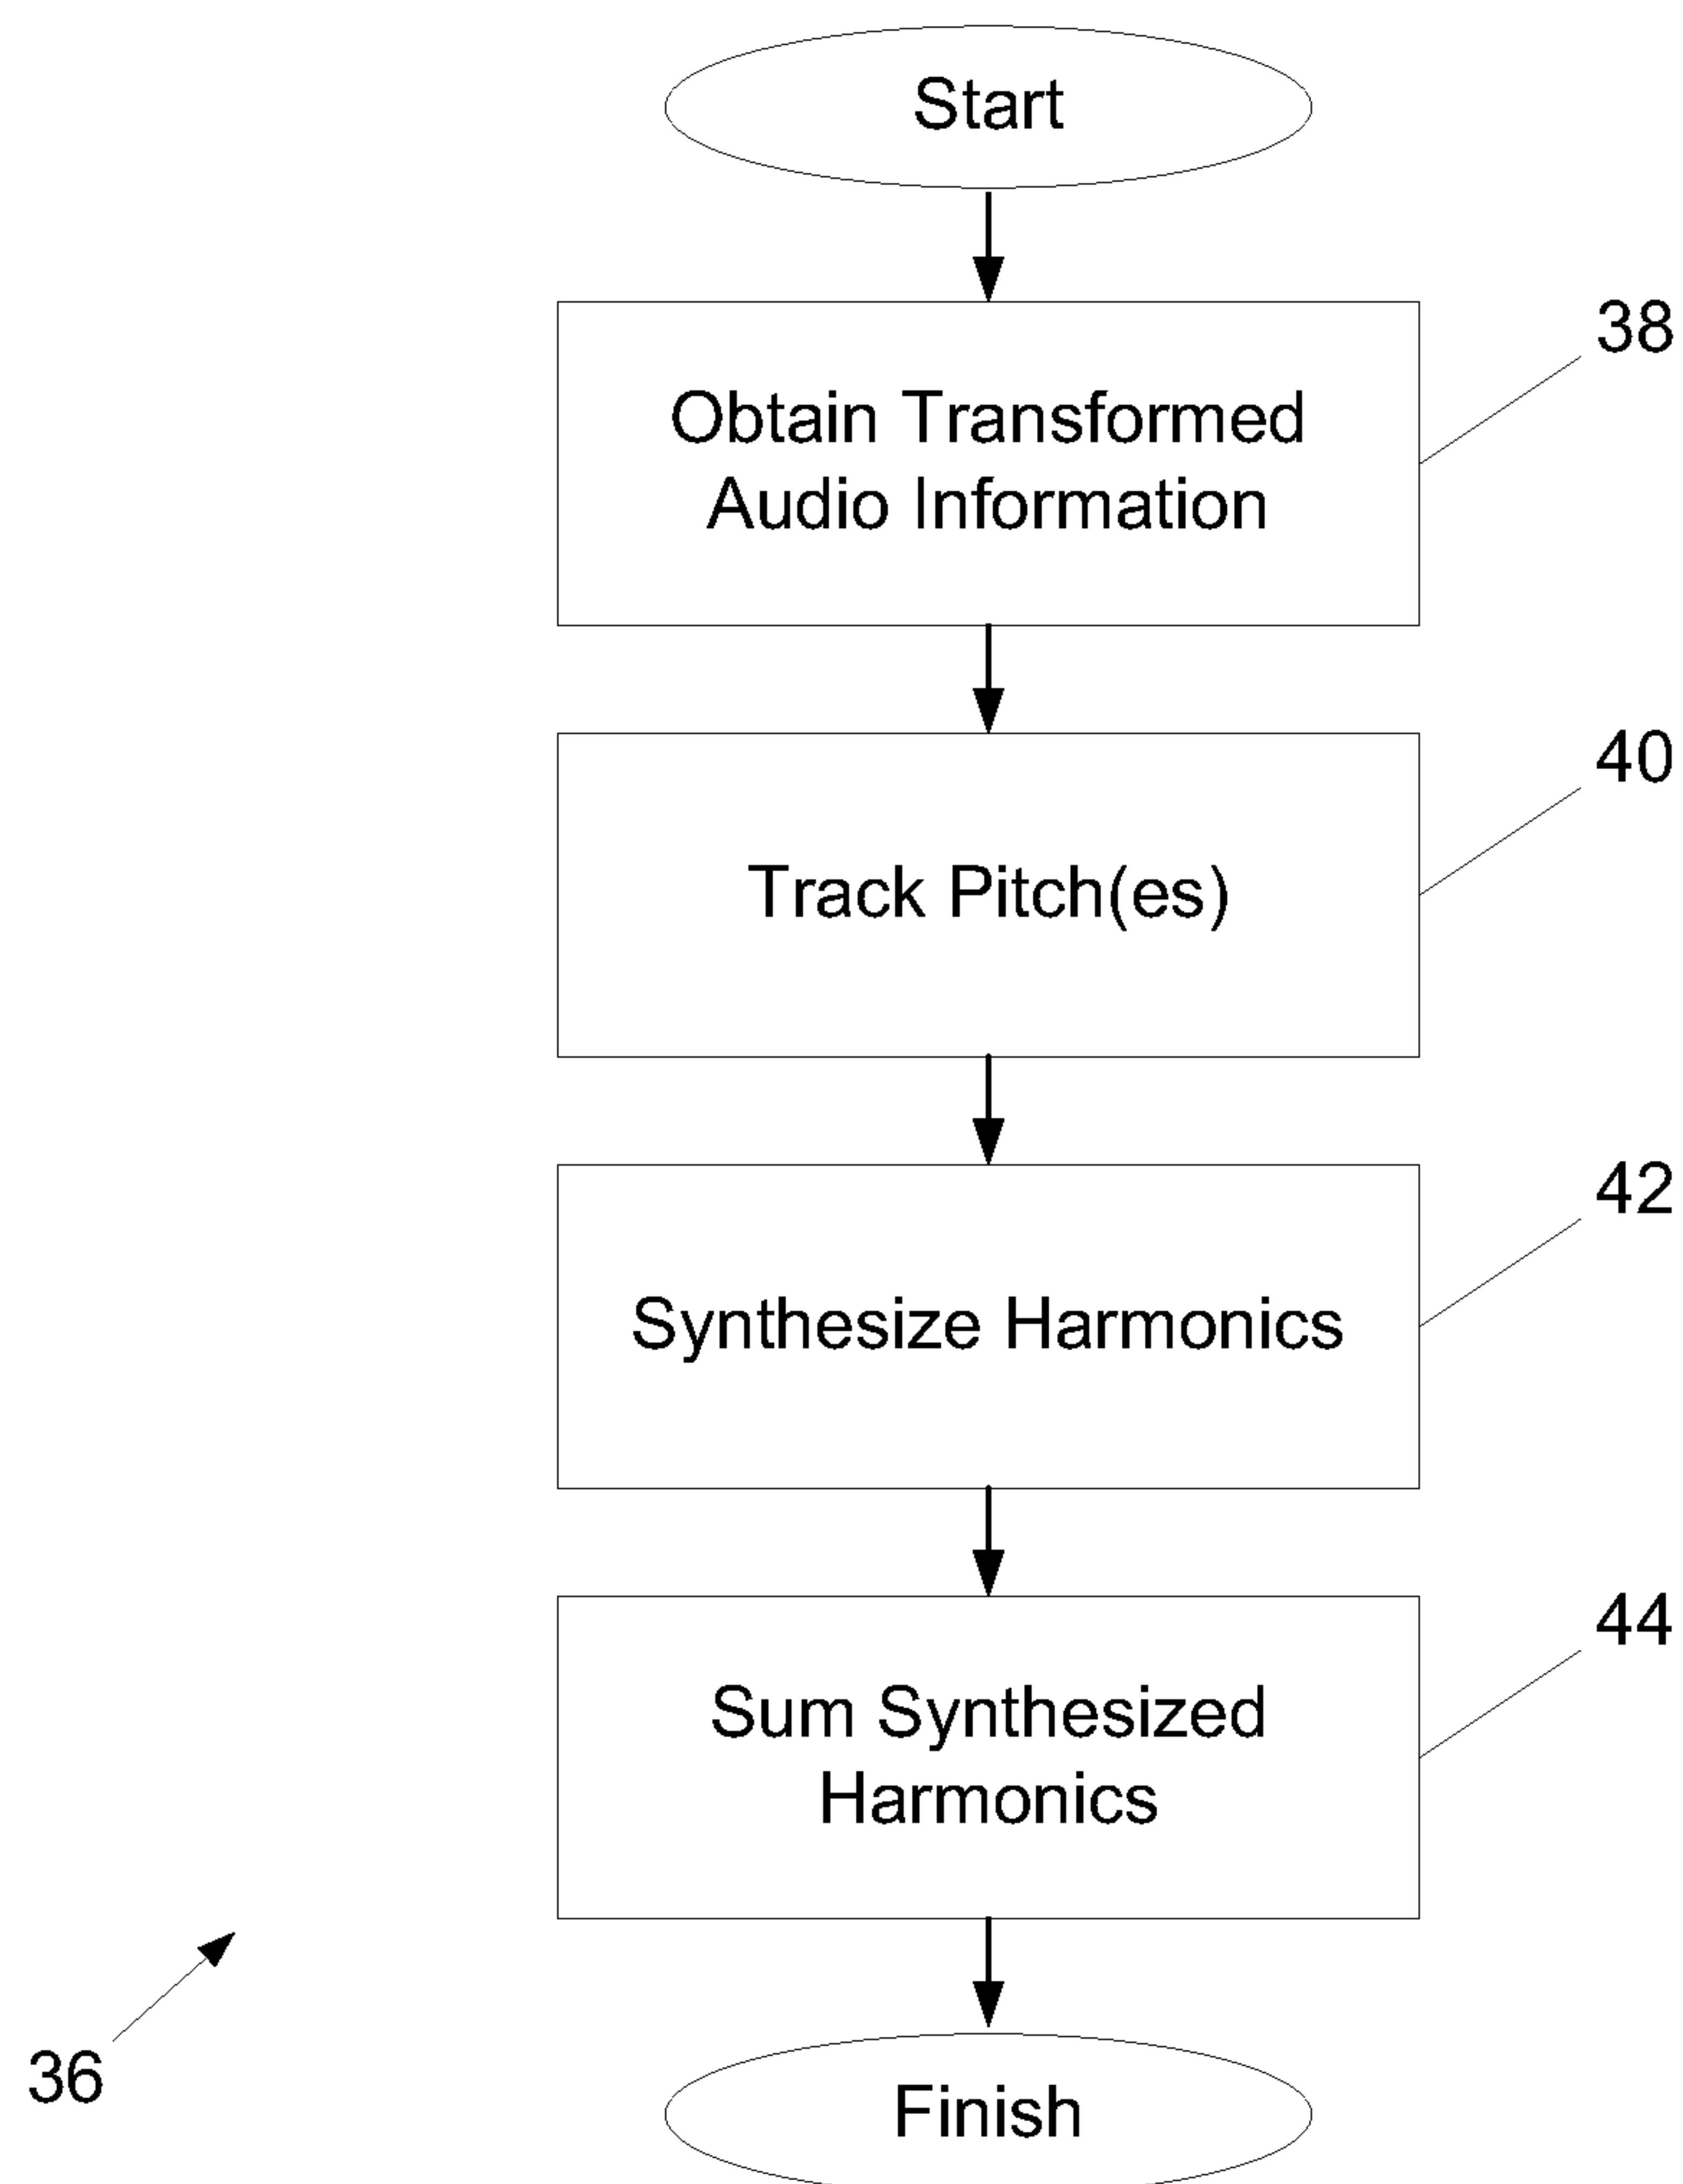 Start
38
Obtain Transformed
Audio Information
40
Track Pitch(es)
42
Synthesize Harmonics
44
Sum Synthesized
Harmonics
36
Finish